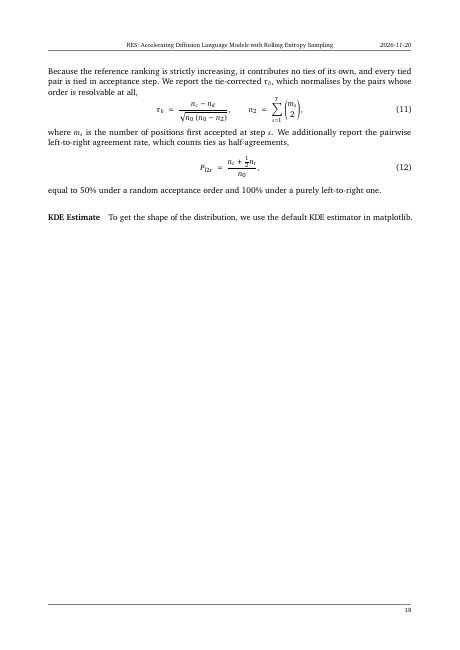 RES: Accelerating Diffusion Language Models with Rolling Entropy Sampling 2026-11-20
Because the reference ranking is strictly increasing, it contributes no ties of its own, and every tied
pair is tied in acceptance step. We report the tie-corrected τ_b, which normalises by the pairs whose
order is resolvable at all,
τ_b = (n_c − n_d) / √(n_0 (n_0 − n_2)), n_2 = ∑_{s=1}^{T} (m_s choose 2), (11)
where m_s is the number of positions first accepted at step s. We additionally report the pairwise
left-to-right agreement rate, which counts ties as half-agreements,
P_{l2r} = (n_c + ½ n_t) / n_0, (12)
equal to 50% under a random acceptance order and 100% under a purely left-to-right one.
KDE Estimate To get the shape of the distribution, we use the default KDE estimator in matplotlib.
18